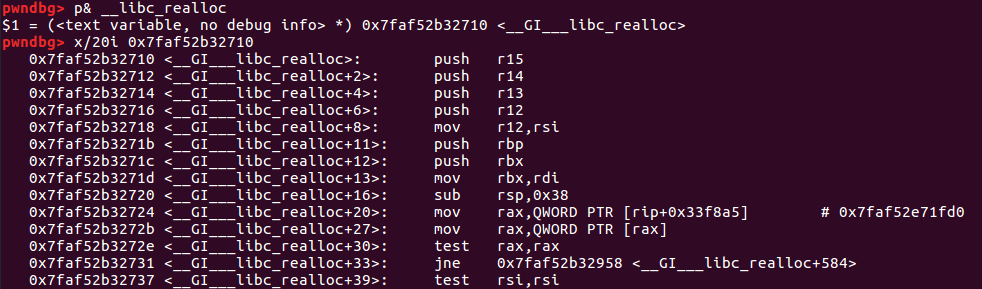 pwndbg> p& __libc_realloc
$1 = (<text variable, no debug info> *) 0x7faf52b32710 <__GI___libc_realloc>
pwndbg> x/20i 0x7faf52b32710
0x7faf52b32710 <__GI___libc_realloc>: push r15
0x7faf52b32712 <__GI___libc_realloc+2>: push r14
0x7faf52b32714 <__GI___libc_realloc+4>: push r13
0x7faf52b32716 <__GI___libc_realloc+6>: push r12
0x7faf52b32718 <__GI___libc_realloc+8>: mov r12,rsi
0x7faf52b3271b <__GI___libc_realloc+11>: push rbp
0x7faf52b3271c <__GI___libc_realloc+12>: push rbx
0x7faf52b3271d <__GI___libc_realloc+13>: mov rbx,rdi
0x7faf52b32720 <__GI___libc_realloc+16>: sub rsp,0x38
0x7faf52b32724 <__GI___libc_realloc+20>: mov rax,QWORD PTR [rip+0x33f8a5] # 0x7faf52e71fd0
0x7faf52b3272b <__GI___libc_realloc+27>: mov rax,QWORD PTR [rax]
0x7faf52b3272e <__GI___libc_realloc+30>: test rax,rax
0x7faf52b32731 <__GI___libc_realloc+33>: jne 0x7faf52b32958 <__GI___libc_realloc+584>
0x7faf52b32737 <__GI___libc_realloc+39>: test rsi,rsi